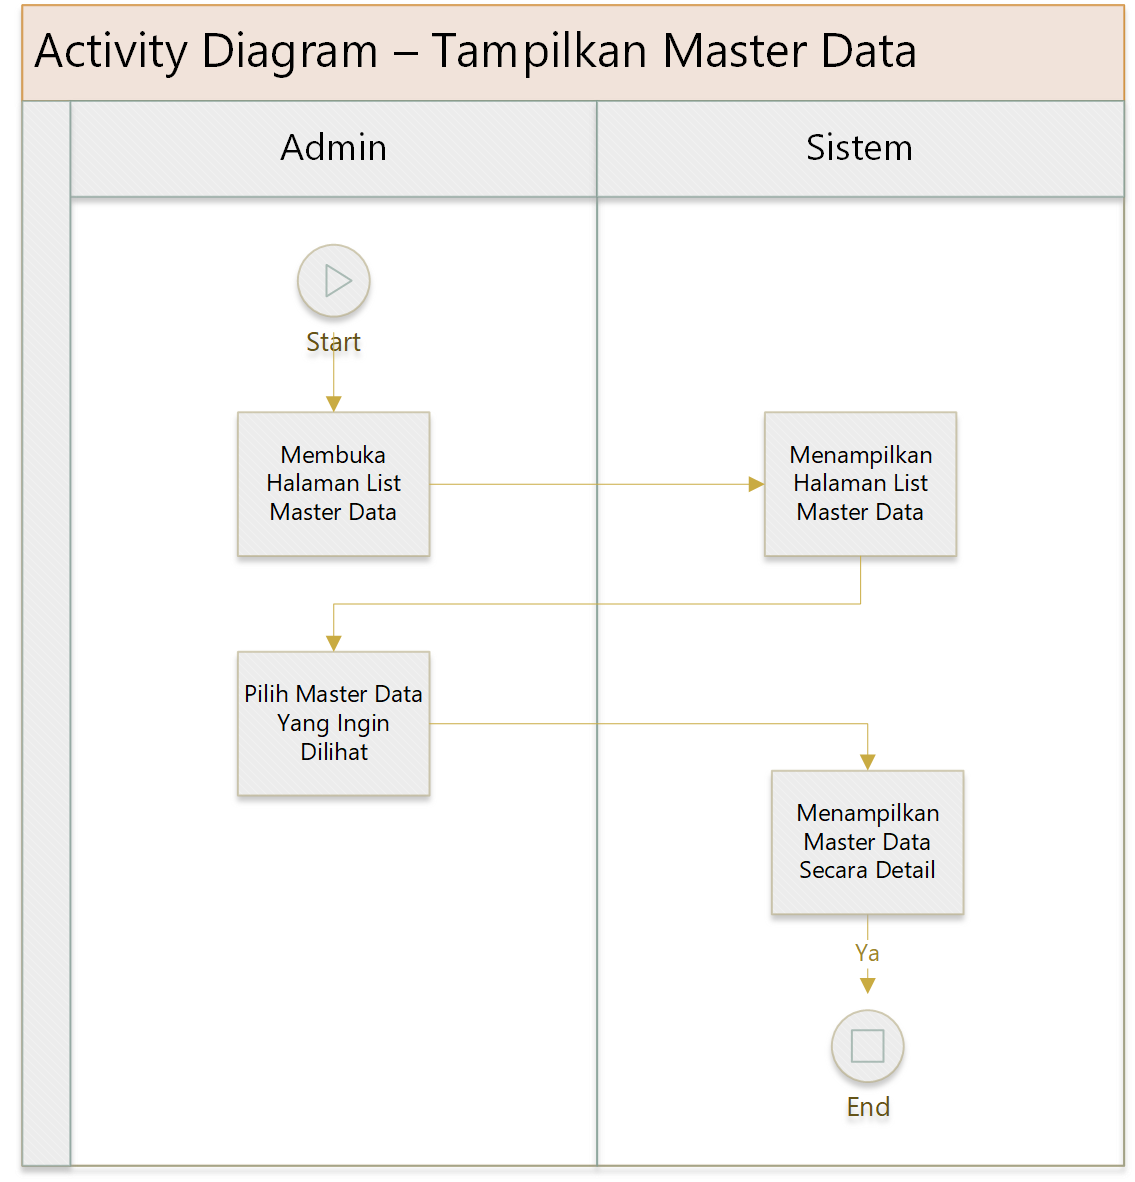 Activity Diagram – Tampilkan Master Data
Admin
Sistem
Start
Membuka
Halaman List
Master Data
Menampilkan
Halaman List
Master Data
Pilih Master Data
Yang Ingin
Dilihat
Menampilkan
Master Data
Secara Detail
Ya
End